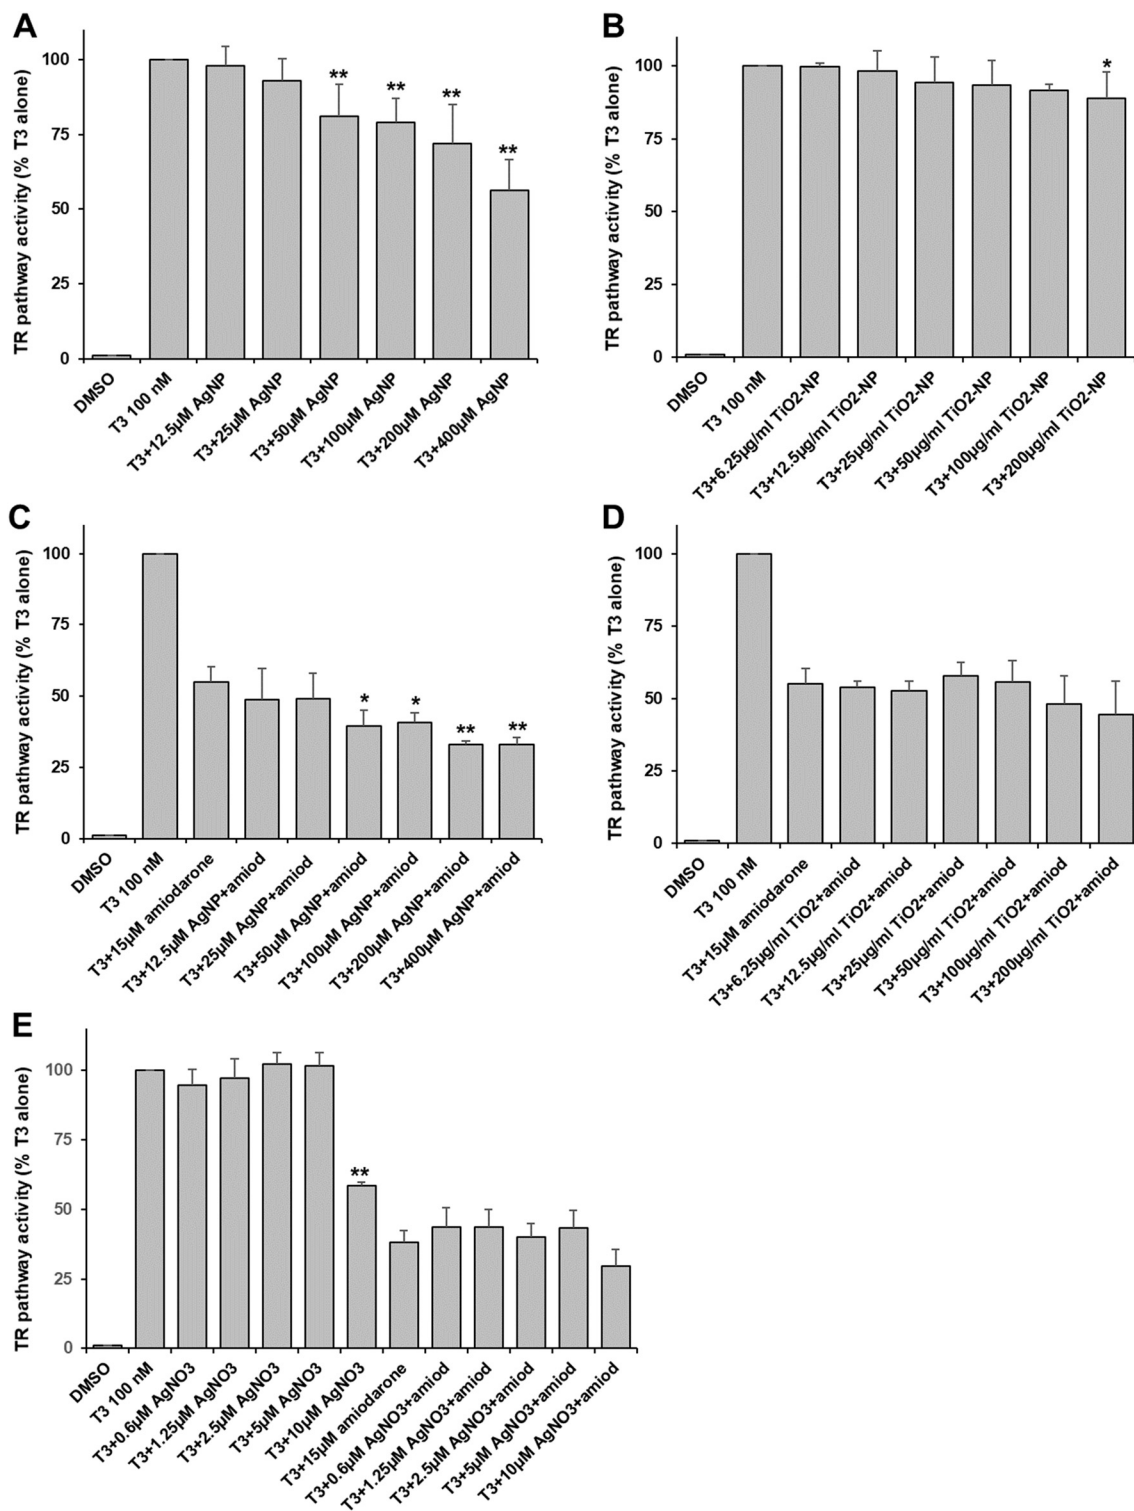 A
TR pathway activity (% T3 alone)
100
75
50
25
0
**
**
**
**
DMSO
T3 100 nM
T3+12.5µM AgNP
T3+25µM AgNP
T3+50µM AgNP
T3+100µM AgNP
T3+200µM AgNP
T3+400µM AgNP
B
TR pathway activity (% T3 alone)
100
75
50
25
0
*
DMSO
T3 100 nM
T3+6.25µg/ml TiO2-NP
T3+12.5µg/ml TiO2-NP
T3+25µg/ml TiO2-NP
T3+50µg/ml TiO2-NP
T3+100µg/ml TiO2-NP
T3+200µg/ml TiO2-NP
C
TR pathway activity (% T3 alone)
100
75
50
25
0
*
*
**
**
DMSO
T3 100 nM
T3+15µM amiodarone
T3+12.5µM AgNP+amiod
T3+25µM AgNP+amiod
T3+50µM AgNP+amiod
T3+100µM AgNP+amiod
T3+200µM AgNP+amiod
T3+400µM AgNP+amiod
D
TR pathway activity (% T3 alone)
100
75
50
25
0
DMSO
T3 100 nM
T3+15µM amiodarone
T3+6.25µg/ml TiO2+amiod
T3+12.5µg/ml TiO2+amiod
T3+25µg/ml TiO2+amiod
T3+50µg/ml TiO2+amiod
T3+100µg/ml TiO2+amiod
T3+200µg/ml TiO2+amiod
E
TR pathway activity (% T3 alone)
100
75
50
25
0
**
DMSO
T3 100 nM
T3+0.6µM AgNO3
T3+1.25µM AgNO3
T3+2.5µM AgNO3
T3+5µM AgNO3
T3+10µM AgNO3
T3+15µM amiodarone
T3+0.6µM AgNO3+amiod
T3+1.25µM AgNO3+amiod
T3+2.5µM AgNO3+amiod
T3+5µM AgNO3+amiod
T3+10µM AgNO3+amiod